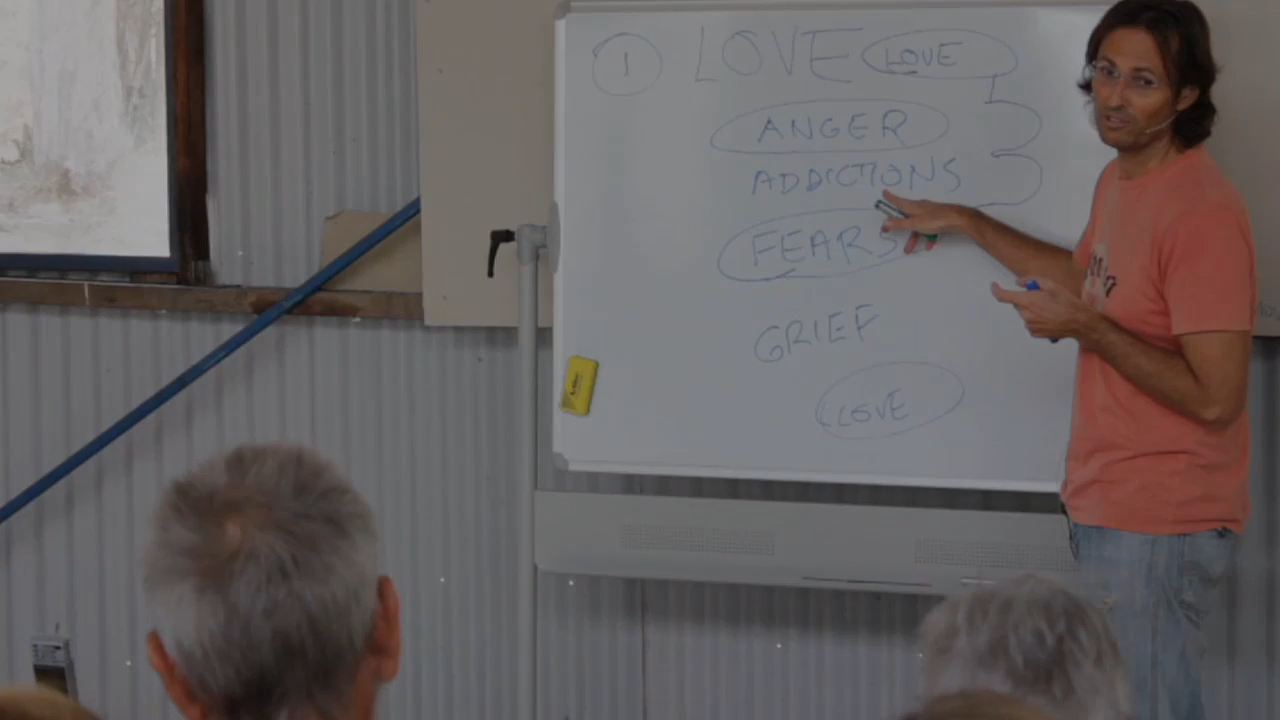 1 LOVE LOVE
ANGER
ADDICTIONS
FEARS
GRIEF
LOVE